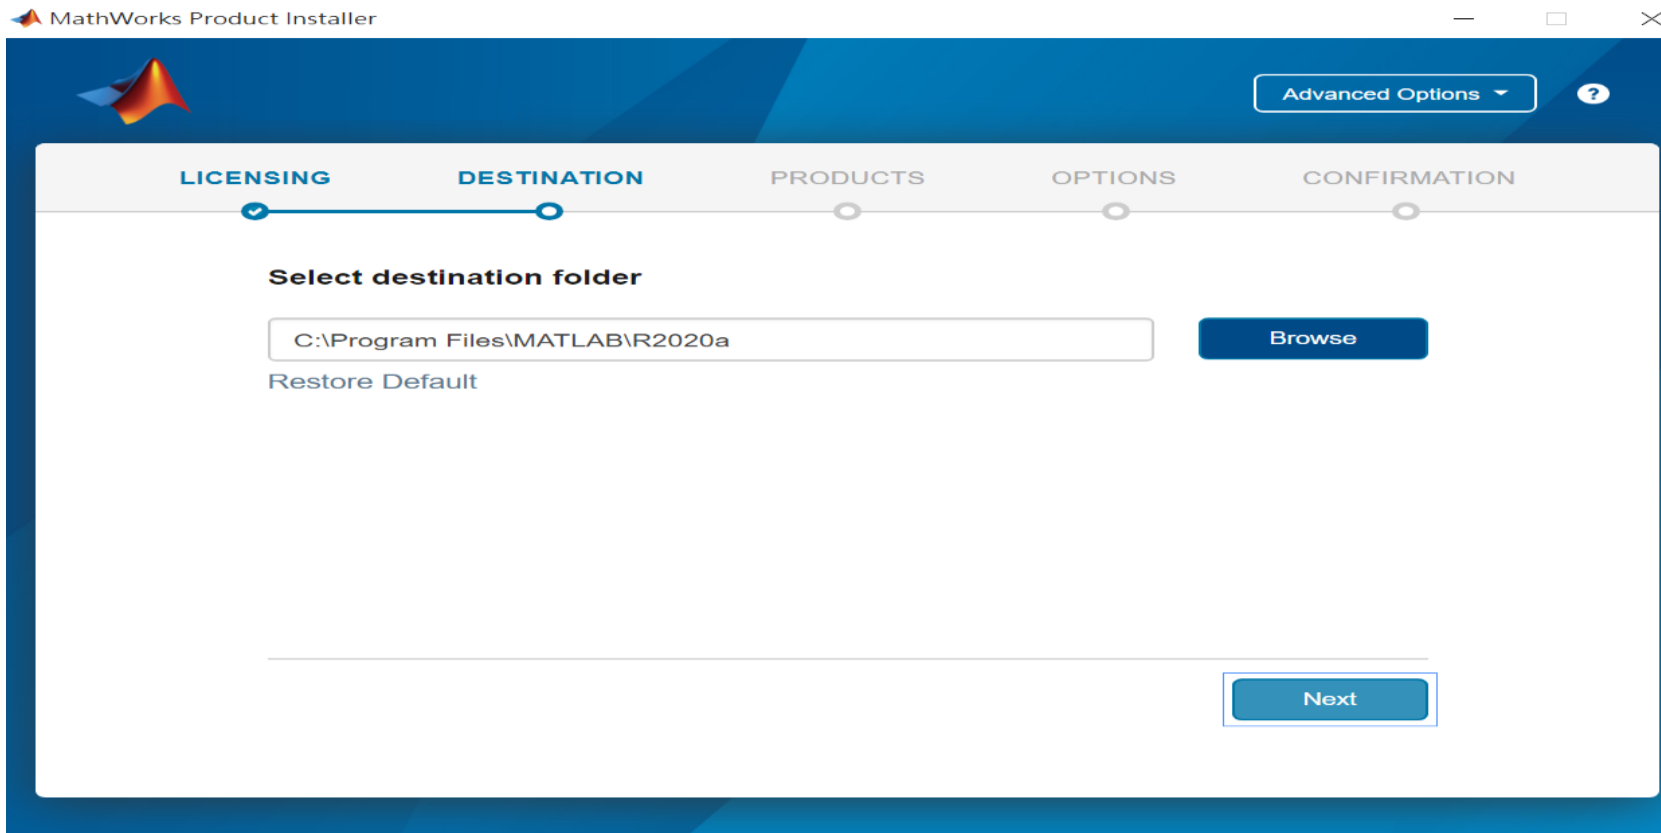 MathWorks Product Installer
Advanced Options
?
LICENSING DESTINATION PRODUCTS OPTIONS CONFIRMATION
Select destination folder
C:\Program Files\MATLAB\R2020a Browse
Restore Default
Next